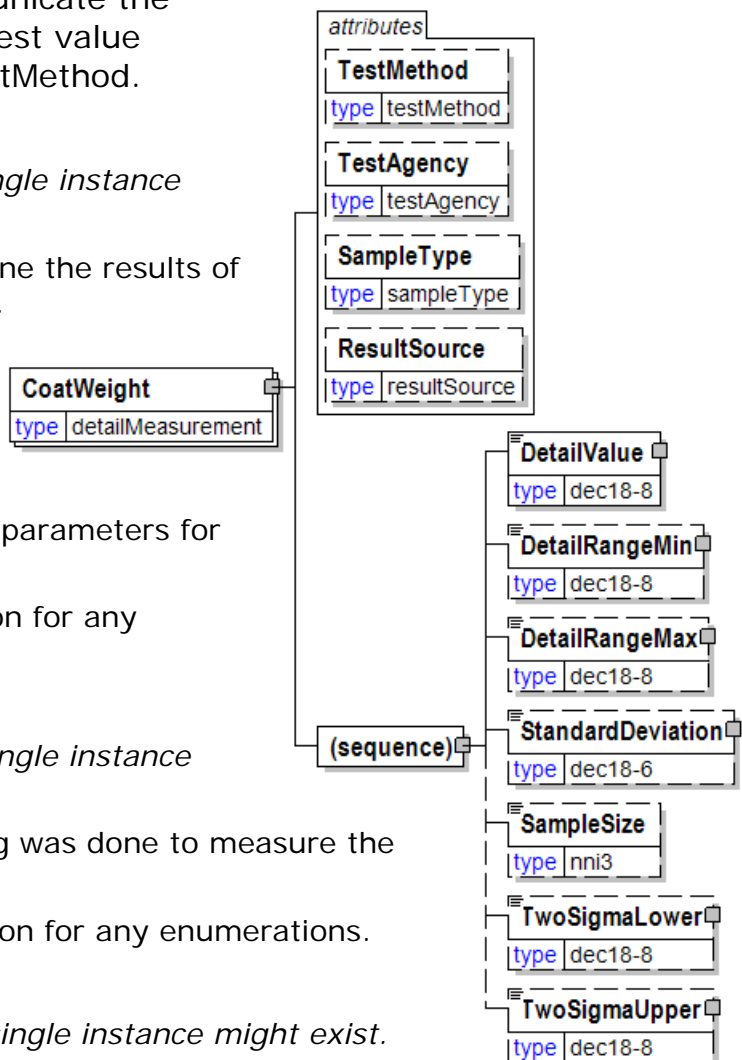 unicate the
est value
tMethod.
ngle instance
ne the results of
parameters for
on for any
ngle instance
g was done to measure the
on for any enumerations.
single instance might exist.
CoatWeight
type detailMeasurement
attributes
TestMethod
type testMethod
TestAgency
type testAgency
SampleType
type sampleType
ResultSource
type resultSource
(sequence)
DetailValue
type dec18-8
DetailRangeMin
type dec18-8
DetailRangeMax
type dec18-8
StandardDeviation
type dec18-6
SampleSize
type nni3
TwoSigmaLower
type dec18-8
TwoSigmaUpper
type dec18-8